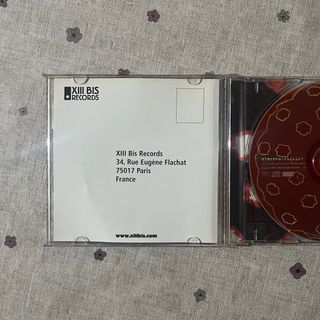 XIII BIS
RECORDS
XIII Bis Records
34, Rue Eugène Flachat
75017 Paris
France
www.xiiibis.com